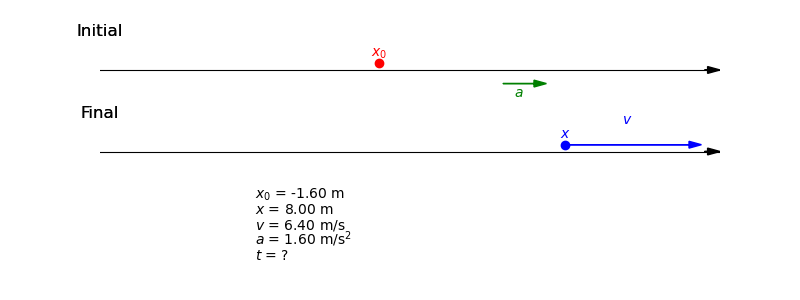 Initial
x₀
a
Final
v
x
x₀ = -1.60 m
x = 8.00 m
v = 6.40 m/s
a = 1.60 m/s²
t = ?